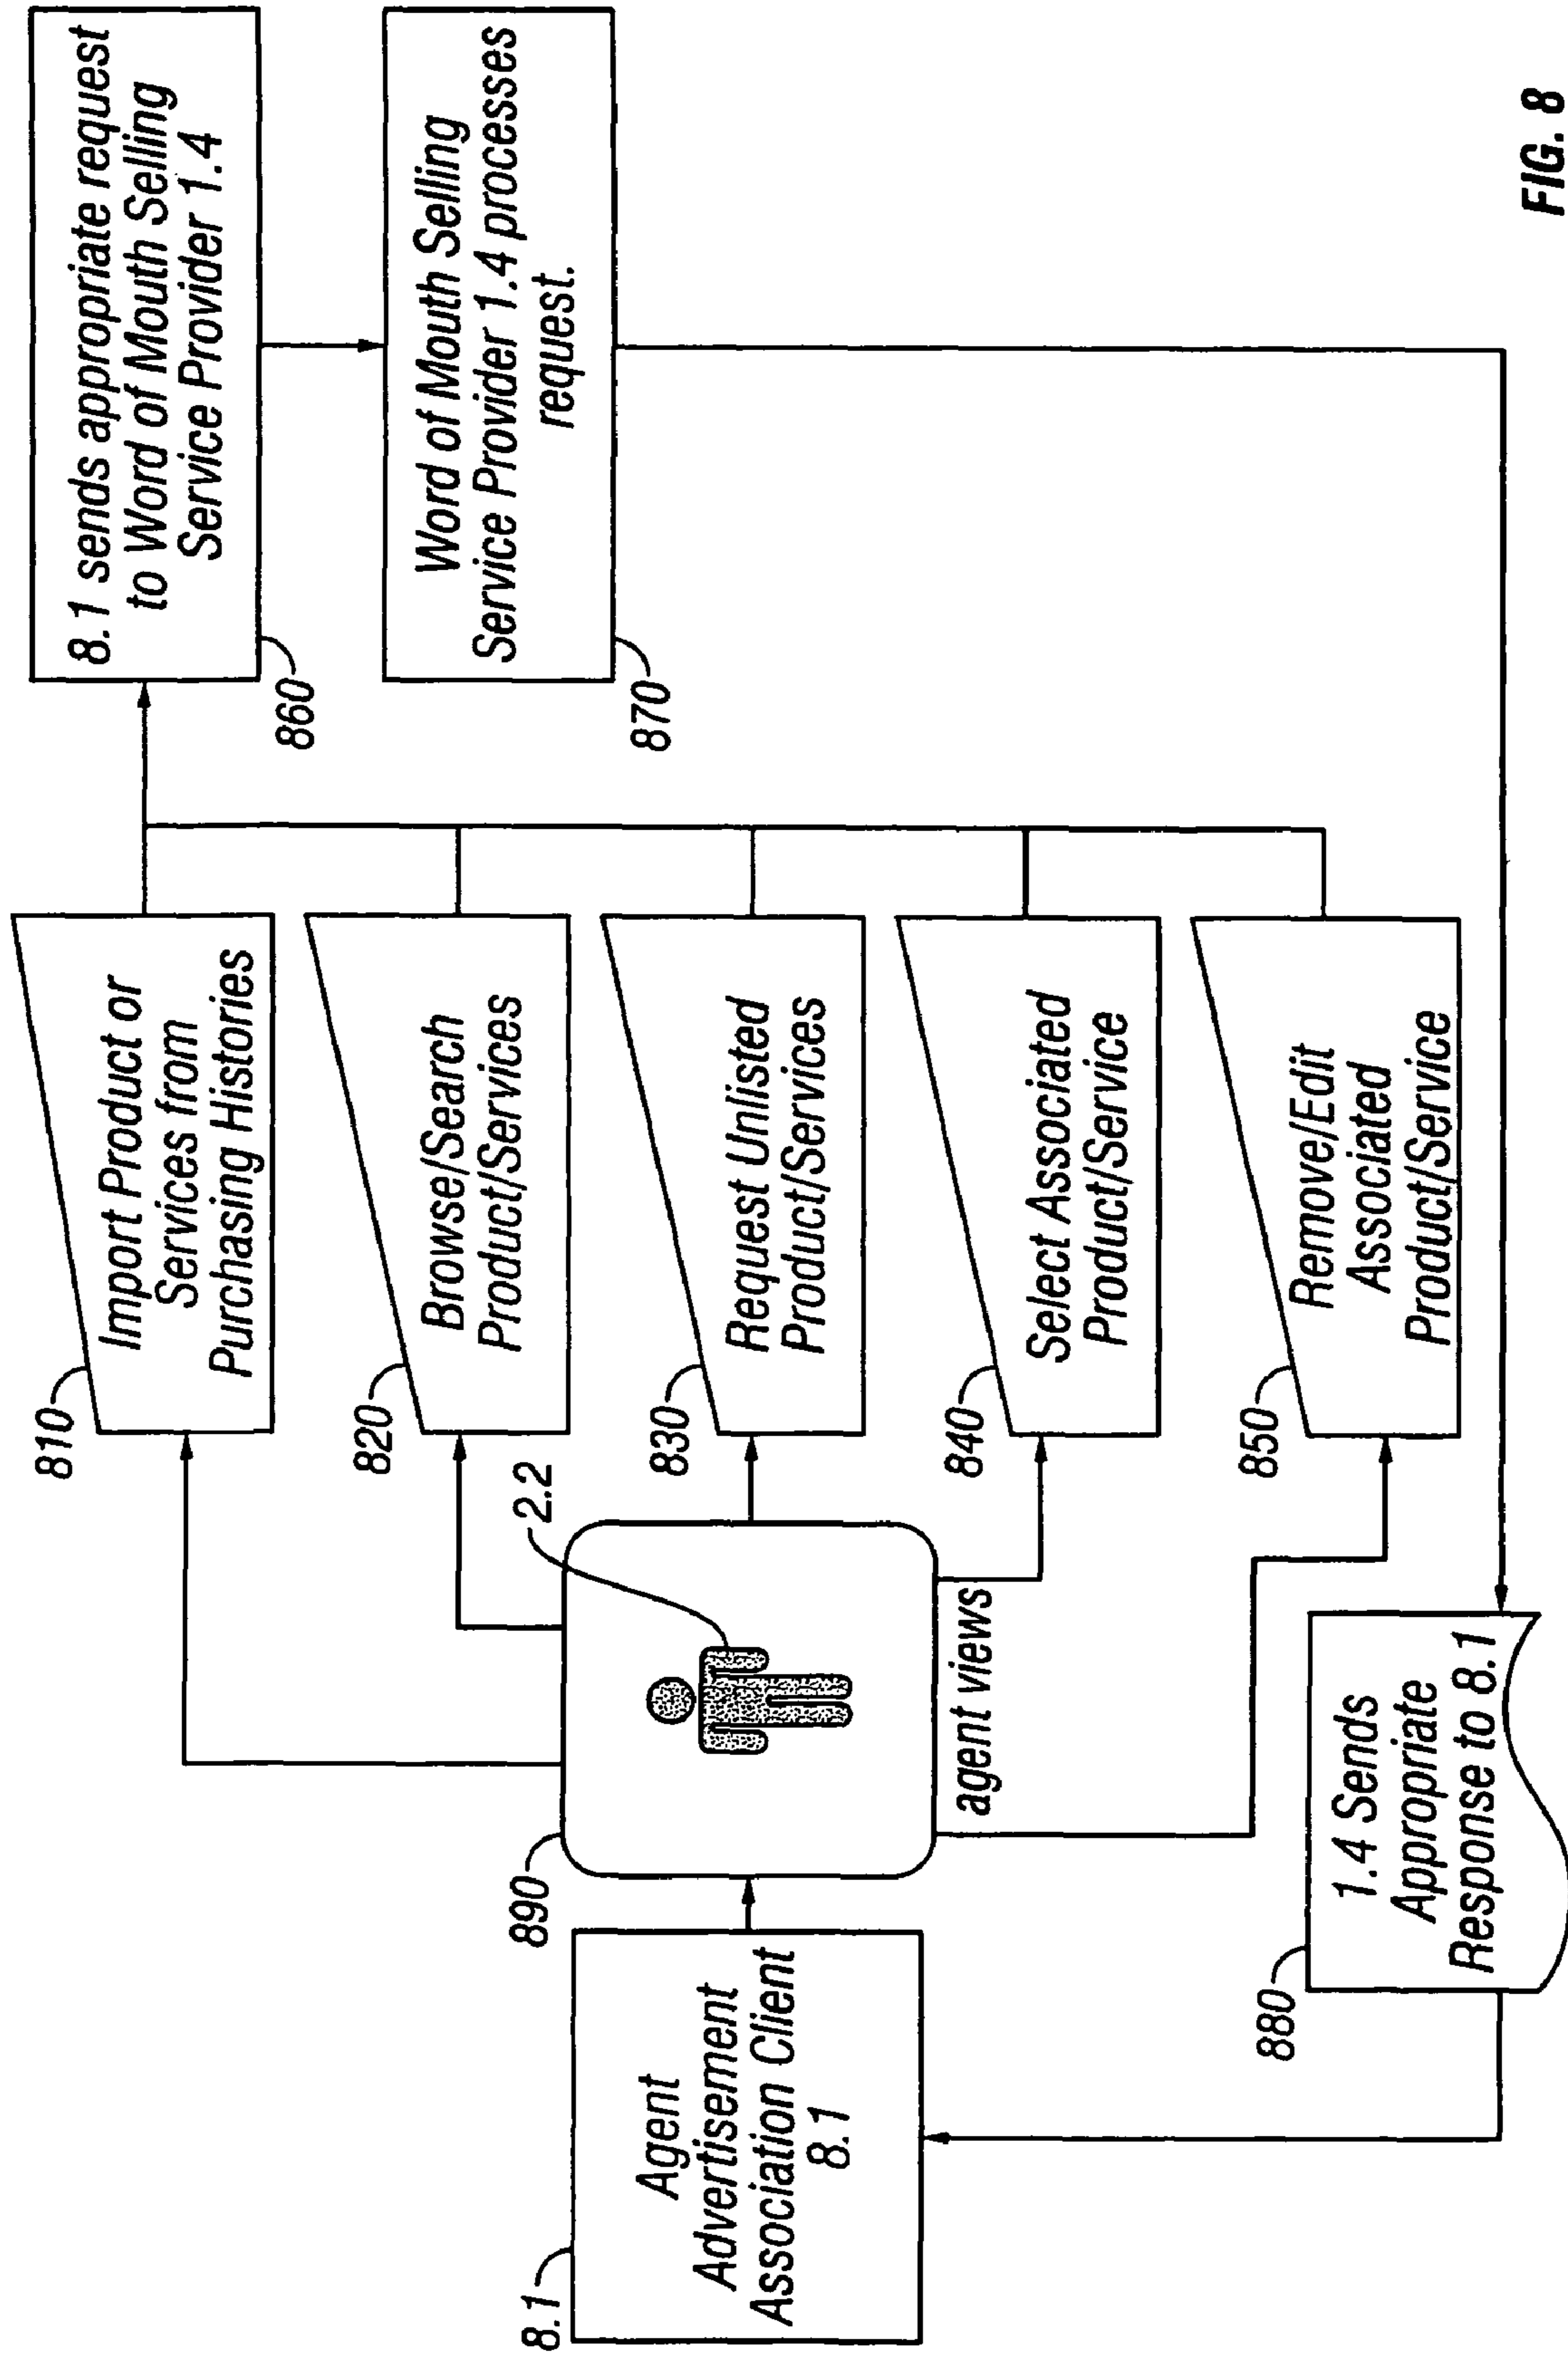 8.1
Agent
Advertisement
Association Client
8.1
890
2.2
agent views
810
Import Product or
Services from
Purchasing Histories
820
Browse/Search
Product/Services
830
Request Unlisted
Product/Services
840
Select Associated
Product/Service
850
Remove/Edit
Associated
Product/Service
8.1 sends appropriate request
to Word of Mouth Selling
Service Provider 1.4
860
Word of Mouth Selling
Service Provider 1.4 processes
request.
870
880
1.4 Sends
Appropriate
Response to 8.1
FIG. 8